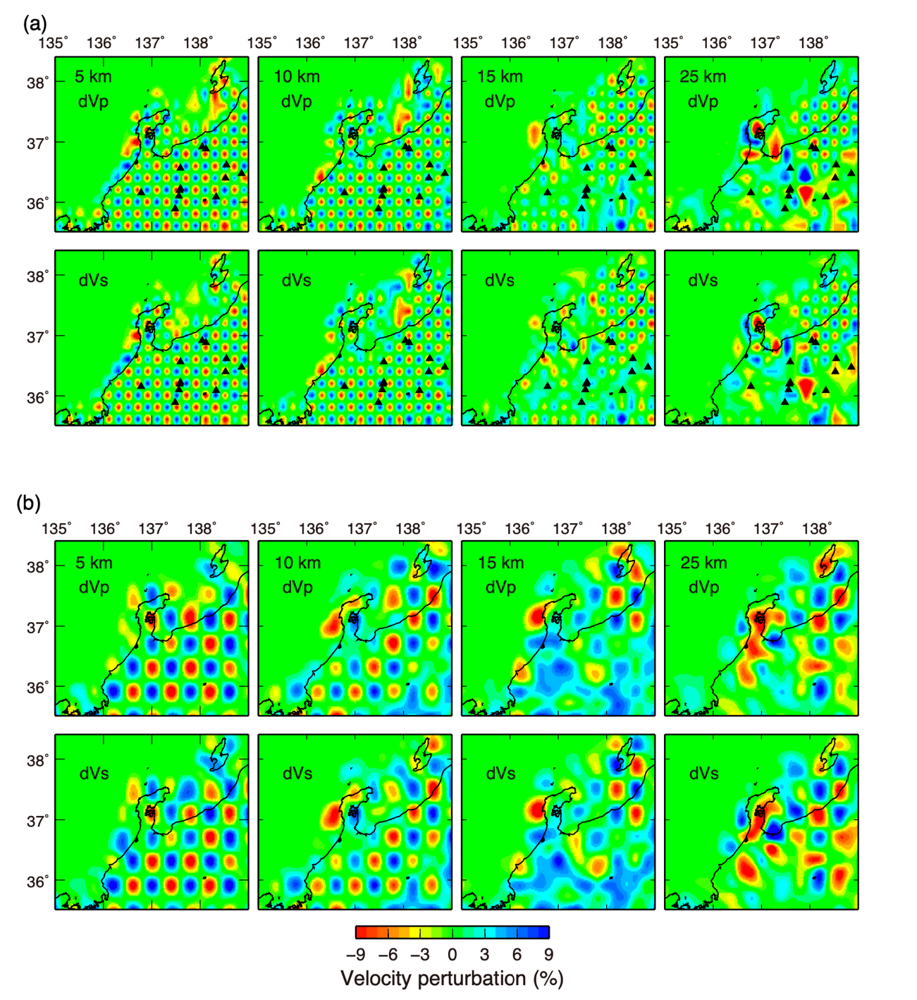 (a)
135° 136° 137° 138° 135° 136° 137° 138° 135° 136° 137° 138° 135° 136° 137° 138°
5 km 10 km 15 km 25 km
38°
dVp dVp dVp dVp
37°
36°
38°
dVs dVs dVs dVs
37°
36°
(b)
135° 136° 137° 138° 135° 136° 137° 138 135° 136° 137° 138° 135° 136° 137° 138°
5 km 10 km 15 km 25 km
38°
dVp dVp dVp dVp
37°
36°
38°
dVs dVs dVs dVs
37°
36°
−9 −6 −3 0 3 6 9
Velocity perturbation (%)